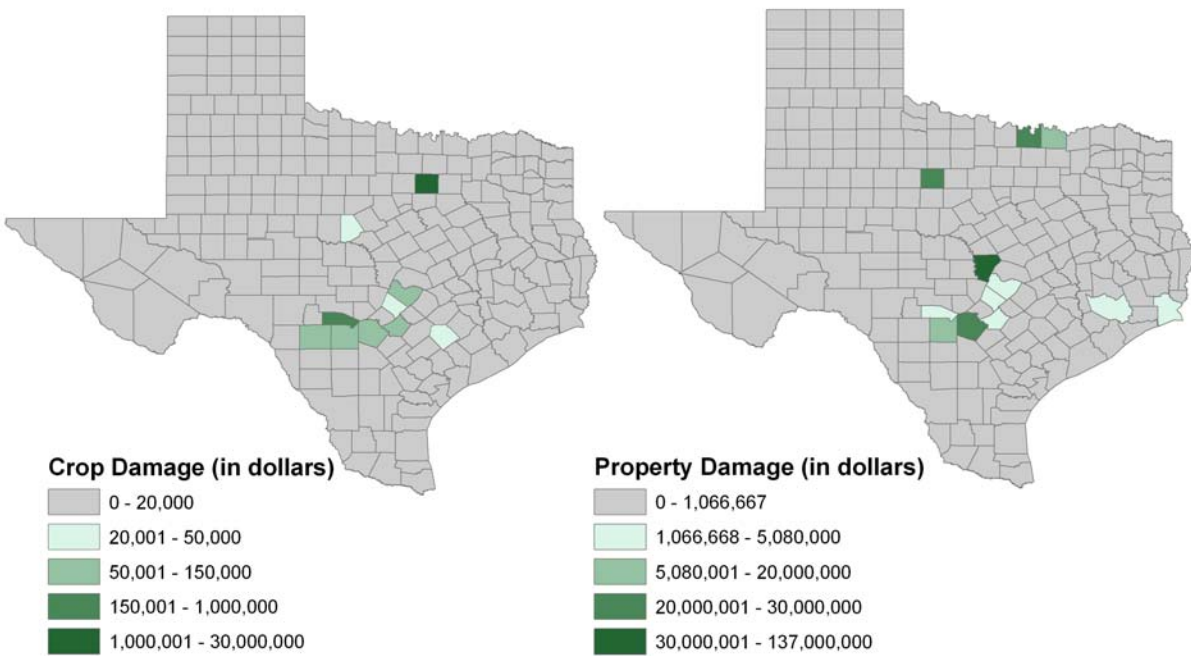 Crop Damage (in dollars)
0 - 20,000
20,001 - 50,000
50,001 - 150,000
150,001 - 1,000,000
1,000,001 - 30,000,000
Property Damage (in dollars)
0 - 1,066,667
1,066,668 - 5,080,000
5,080,001 - 20,000,000
20,000,001 - 30,000,000
30,000,001 - 137,000,000